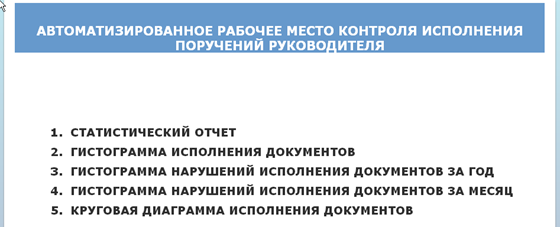 АВТОМАТИЗИРОВАННОЕ РАБОЧЕЕ МЕСТО КОНТРОЛЯ ИСПОЛНЕНИЯ
ПОРУЧЕНИЙ РУКОВОДИТЕЛЯ
1. СТАТИСТИЧЕСКИЙ ОТЧЕТ
2. ГИСТОГРАММА ИСПОЛНЕНИЯ ДОКУМЕНТОВ
3. ГИСТОГРАММА НАРУШЕНИЙ ИСПОЛНЕНИЯ ДОКУМЕНТОВ ЗА ГОД
4. ГИСТОГРАММА НАРУШЕНИЙ ИСПОЛНЕНИЯ ДОКУМЕНТОВ ЗА МЕСЯЦ
5. КРУГОВАЯ ДИАГРАММА ИСПОЛНЕНИЯ ДОКУМЕНТОВ